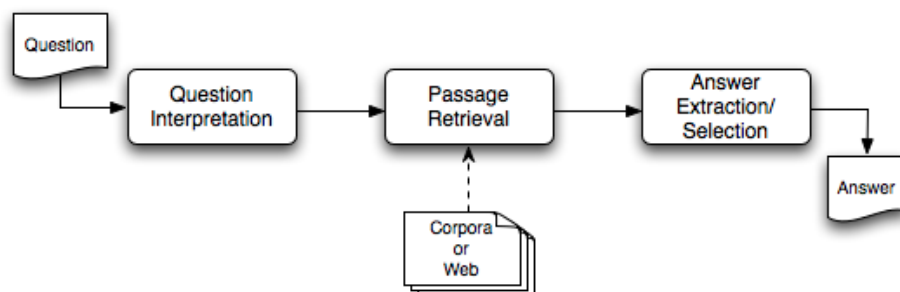 Question
Question
Interpretation
Passage
Retrieval
Answer
Extraction/
Selection
Answer
Corpora
or
Web